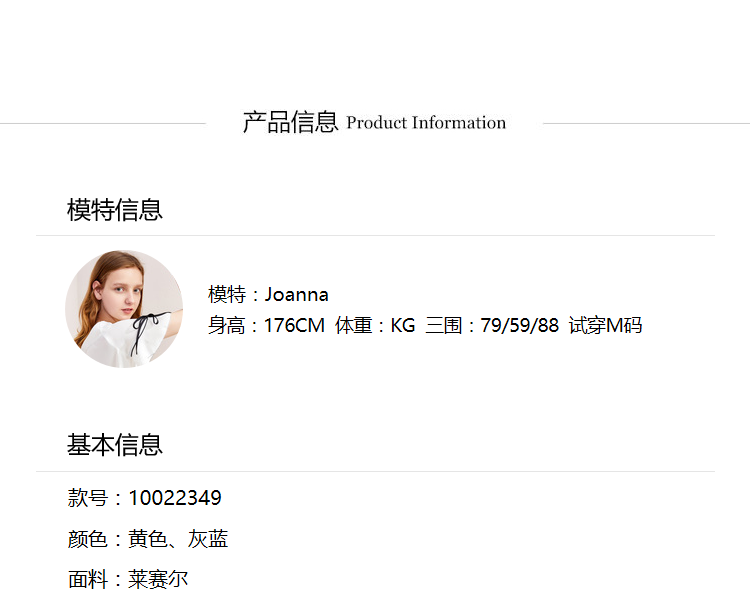 产品信息 Product Information
模特信息
模特：Joanna
身高：176CM 体重：KG 三围：79/59/88 试穿M码
基本信息
款号：10022349
颜色：黄色、灰蓝
面料：莱赛尔